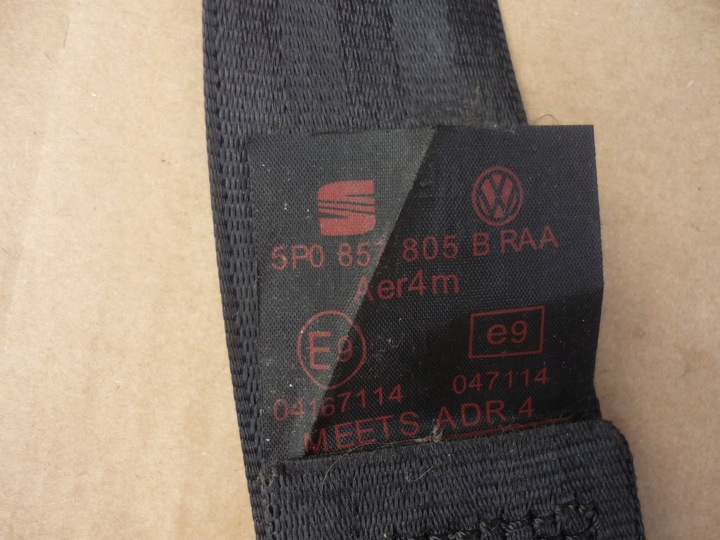 5P0 857 805 B RAA
Aer4m
E9 e9
04167114 047114
MEETS ADR 4